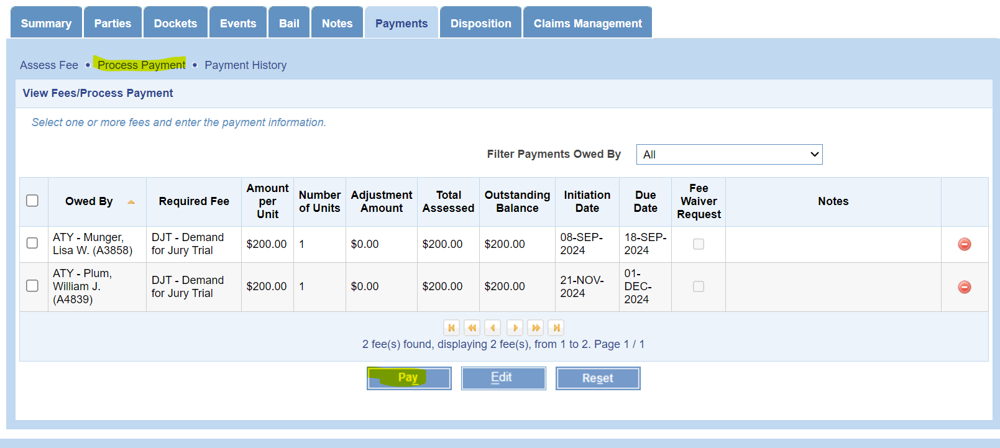 Summary Parties Dockets Events Bail Notes Payments Disposition Claims Management
Assess Fee • Process Payment • Payment History
View Fees/Process Payment
Select one or more fees and enter the payment information.
Filter Payments Owed By All
Owed By
Required Fee
Amount
per
Unit
Number
of Units
Adjustment
Amount
Total
Assessed
Outstanding
Balance
Initiation
Date
Due
Date
Fee
Waiver
Request
Notes
ATY - Munger,
Lisa W. (A3858)
DJT - Demand
for Jury Trial
$200.00
1
$0.00
$200.00
$200.00
08-SEP-
2024
18-SEP-
2024
ATY - Plum,
William J.
(A4839)
DJT - Demand
for Jury Trial
$200.00
1
$0.00
$200.00
$200.00
21-NOV-
2024
01-
DEC-
2024
2 fee(s) found, displaying 2 fee(s), from 1 to 2. Page 1 / 1
Pay Edit Reset